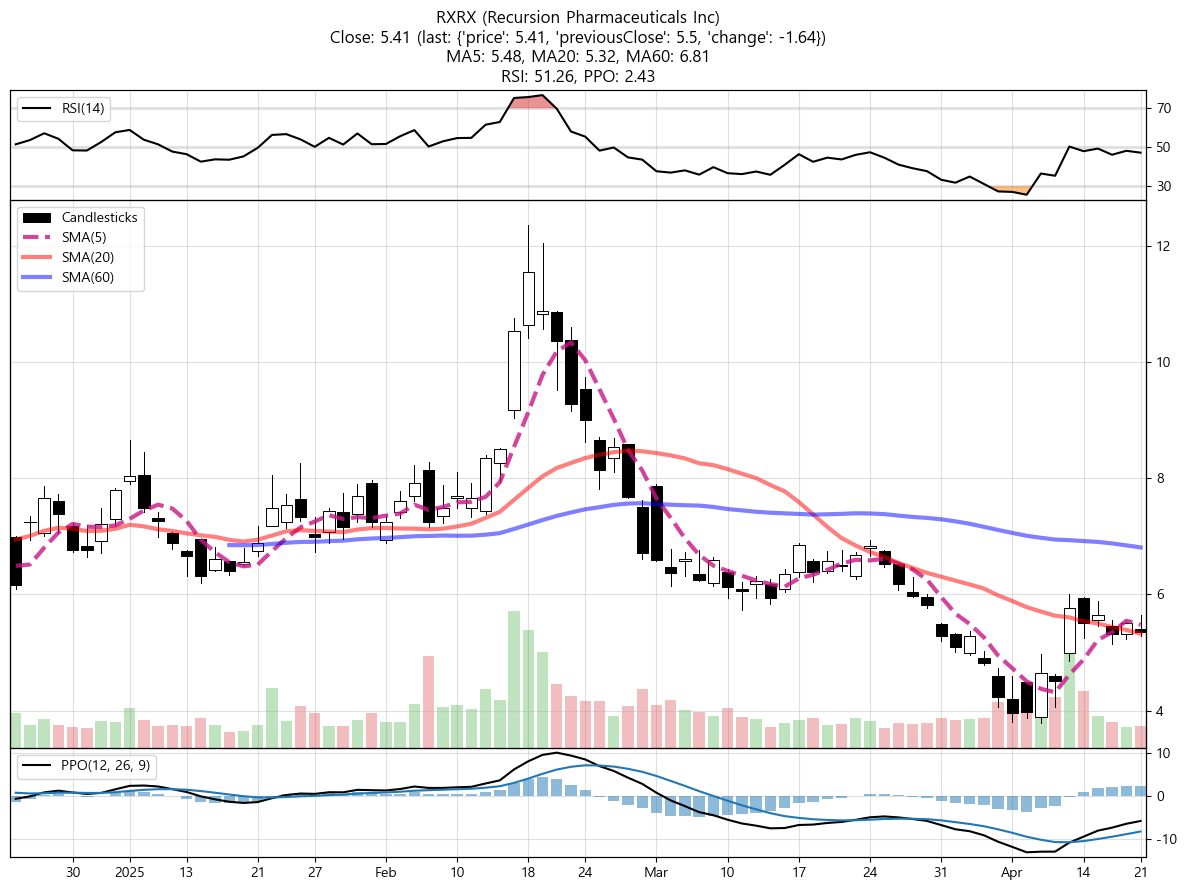 RXRX (Recursion Pharmaceuticals Inc)
Close: 5.41 (last: {'price': 5.41, 'previousClose': 5.5, 'change': -1.64})
MA5: 5.48, MA20: 5.32, MA60: 6.81
RSI: 51.26, PPO: 2.43
RSI(14)
70
50
30
Candlesticks
SMA(5)
SMA(20)
SMA(60)
12
10
8
6
4
PPO(12, 26, 9)
10
0
-10
30 2025 13 21 27 Feb 10 18 24 Mar 10 17 24 31 Apr 14 21